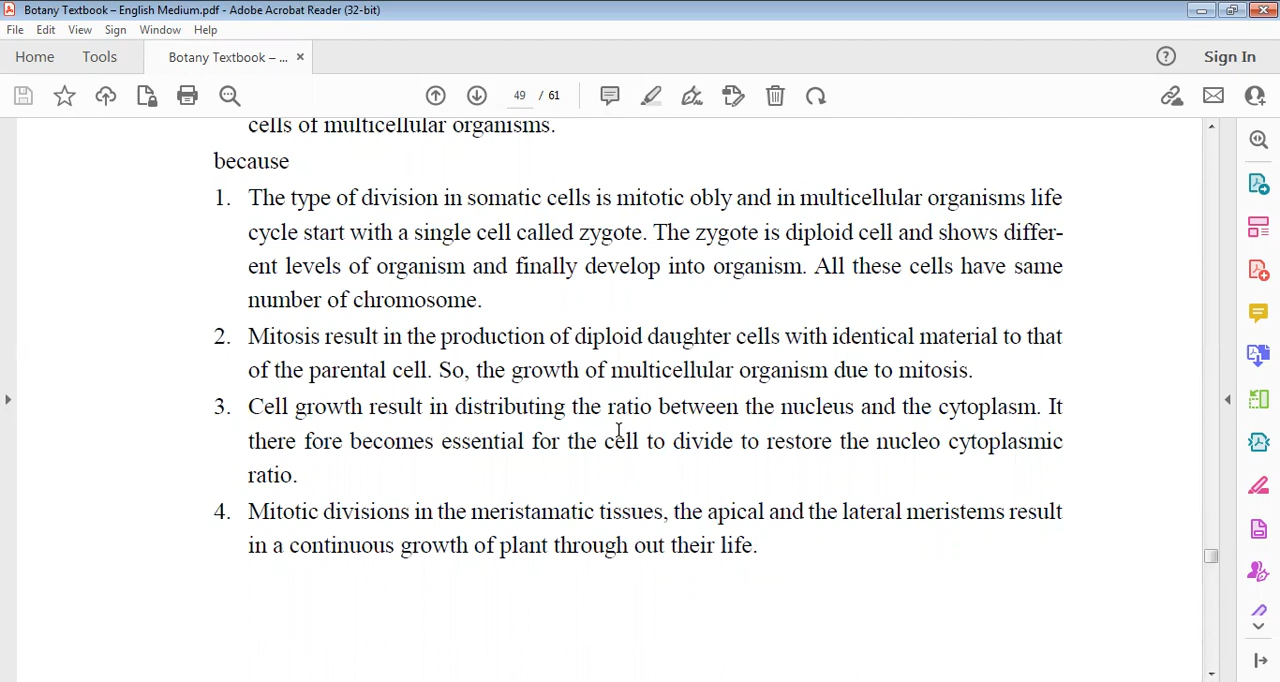 Botany Textbook – English Medium.pdf - Adobe Acrobat Reader (32-bit)
File Edit View Sign Window Help
Home Tools Botany Textbook – ... × Sign In
49 / 61
cells of multicellular organisms.
because
1. The type of division in somatic cells is mitotic obly and in multicellular organisms life
cycle start with a single cell called zygote. The zygote is diploid cell and shows differ-
ent levels of organism and finally develop into organism. All these cells have same
number of chromosome.
2. Mitosis result in the production of diploid daughter cells with identical material to that
of the parental cell. So, the growth of multicellular organism due to mitosis.
3. Cell growth result in distributing the ratio between the nucleus and the cytoplasm. It
there fore becomes essential for the cell to divide to restore the nucleo cytoplasmic
ratio.
4. Mitotic divisions in the meristamatic tissues, the apical and the lateral meristems result
in a continuous growth of plant through out their life.